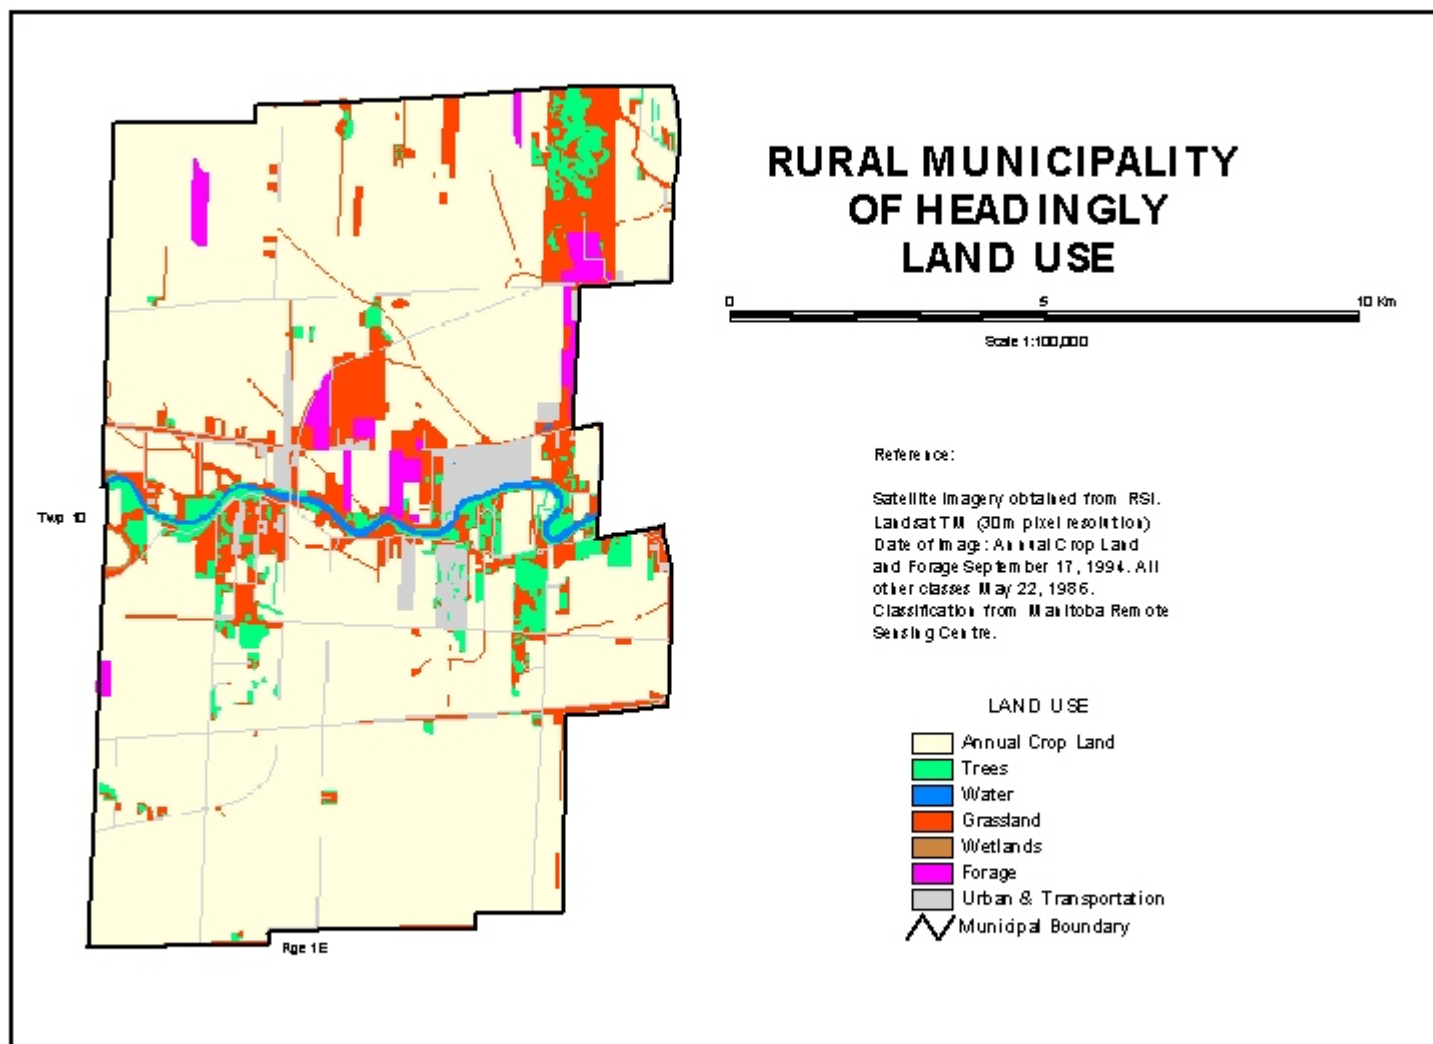 RURAL MUNICIPALITY
OF HEADINGLY
LAND USE
0 5 10 Km
Scale 1:100,000
Reference:
Satellite Imagery obtained from RSI.
Landsat TM (30m pixel resolution)
Date of Image: Annual Crop Land
and Forage September 17, 1994. All
other classes May 22, 1986.
Classification from Manitoba Remote
Sensing Centre.
Twp 10
LAND USE
Annual Crop Land
Trees
Water
Grassland
Wetlands
Forage
Urban & Transportation
Municipal Boundary
Rge 1E